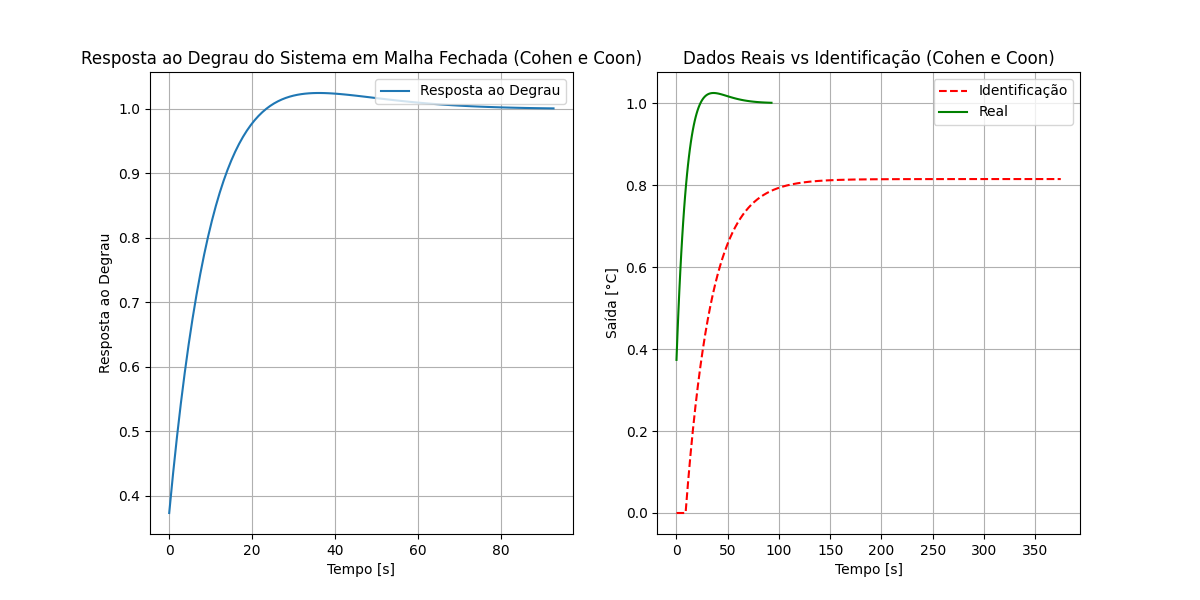 Resposta ao Degrau do Sistema em Malha Fechada (Cohen e Coon)
Resposta ao Degrau
1.0
0.9
0.8
0.7
0.6
0.5
0.4
Resposta ao Degrau
0
20
40
60
80
Tempo [s]
Dados Reais vs Identificação (Cohen e Coon)
Identificação
Real
1.0
0.8
0.6
0.4
0.2
0.0
Saída [°C]
0
50
100
150
200
250
300
350
Tempo [s]